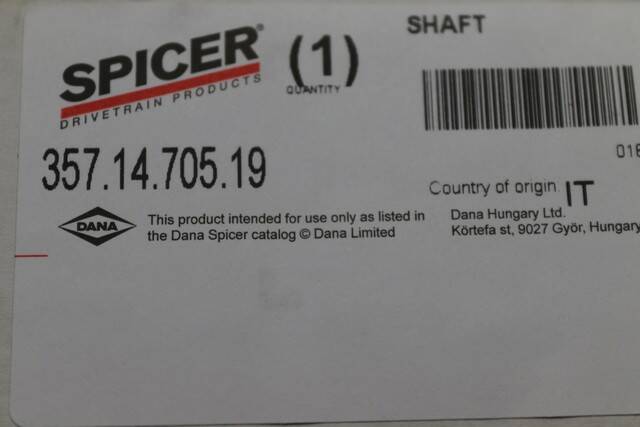 SPICER®
DRIVETRAIN PRODUCTS
(1)
QUANTITY
SHAFT
357.14.705.19
Country of origin IT
DANA
This product intended for use only as listed in
the Dana Spicer catalog © Dana Limited
Dana Hungary Ltd.
Körtefa st, 9027 Győr, Hungary